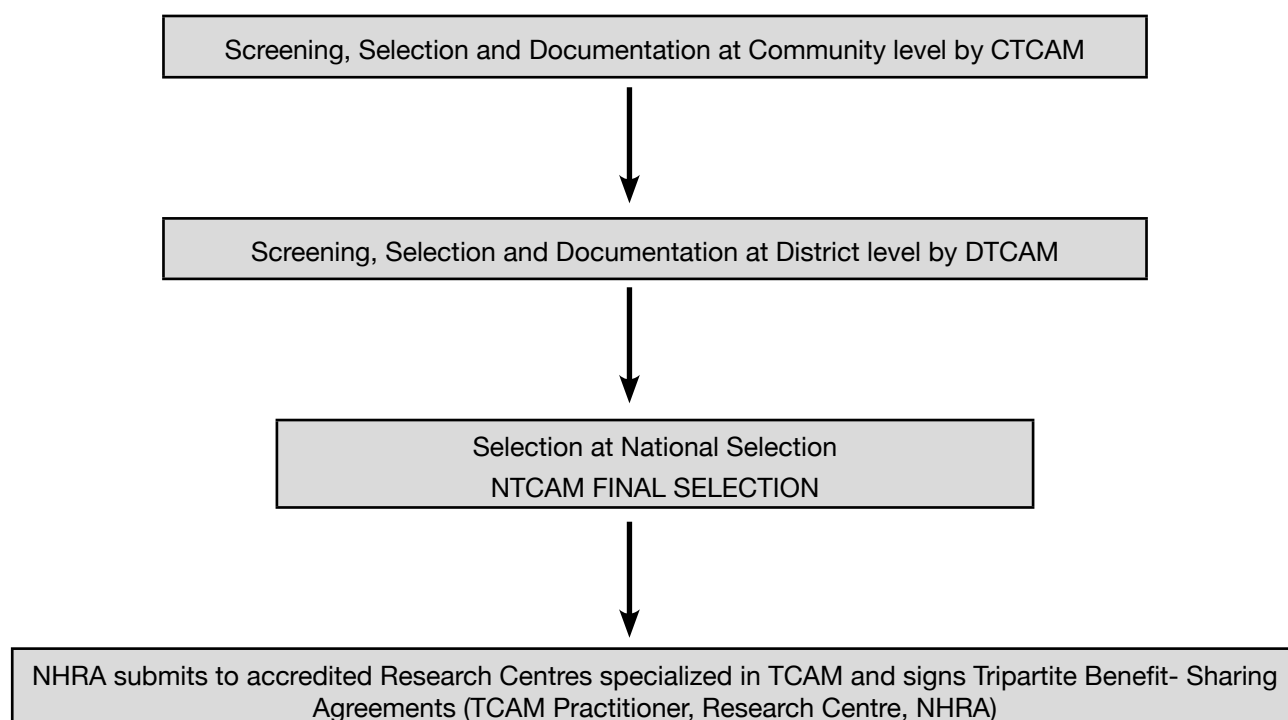 Screening, Selection and Documentation at Community level by CTCAM
Screening, Selection and Documentation at District level by DTCAM
Selection at National Selection
NTCAM FINAL SELECTION
NHRA submits to accredited Research Centres specialized in TCAM and signs Tripartite Benefit- Sharing
Agreements (TCAM Practitioner, Research Centre, NHRA)